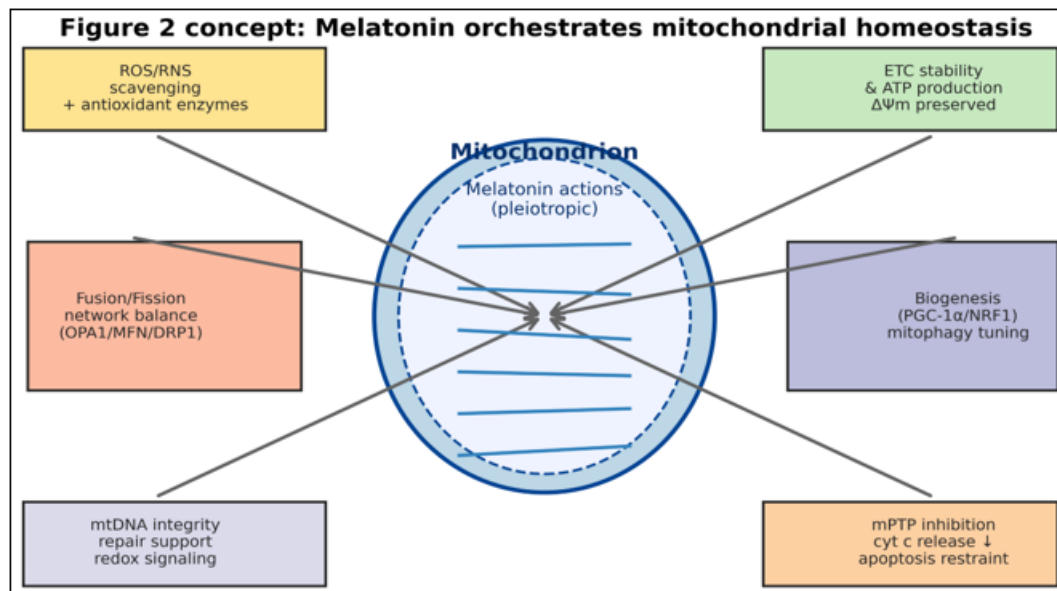 Figure 2 concept: Melatonin orchestrates mitochondrial homeostasis
ROS/RNS
scavenging
+ antioxidant enzymes
ETC stability
& ATP production
ΔΨm preserved
Mitochondrion
Melatonin actions
(pleiotropic)
Fusion/Fission
network balance
(OPA1/MFN/DRP1)
Biogenesis
(PGC-1α/NRF1)
mitophagy tuning
mtDNA integrity
repair support
redox signaling
mPTP inhibition
cyt c release ↓
apoptosis restraint